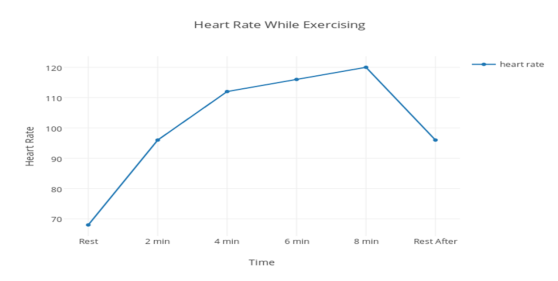 Heart Rate While Exercising
heart rate
Heart Rate
120
110
100
90
80
70
Rest 2 min 4 min 6 min 8 min Rest After
Time